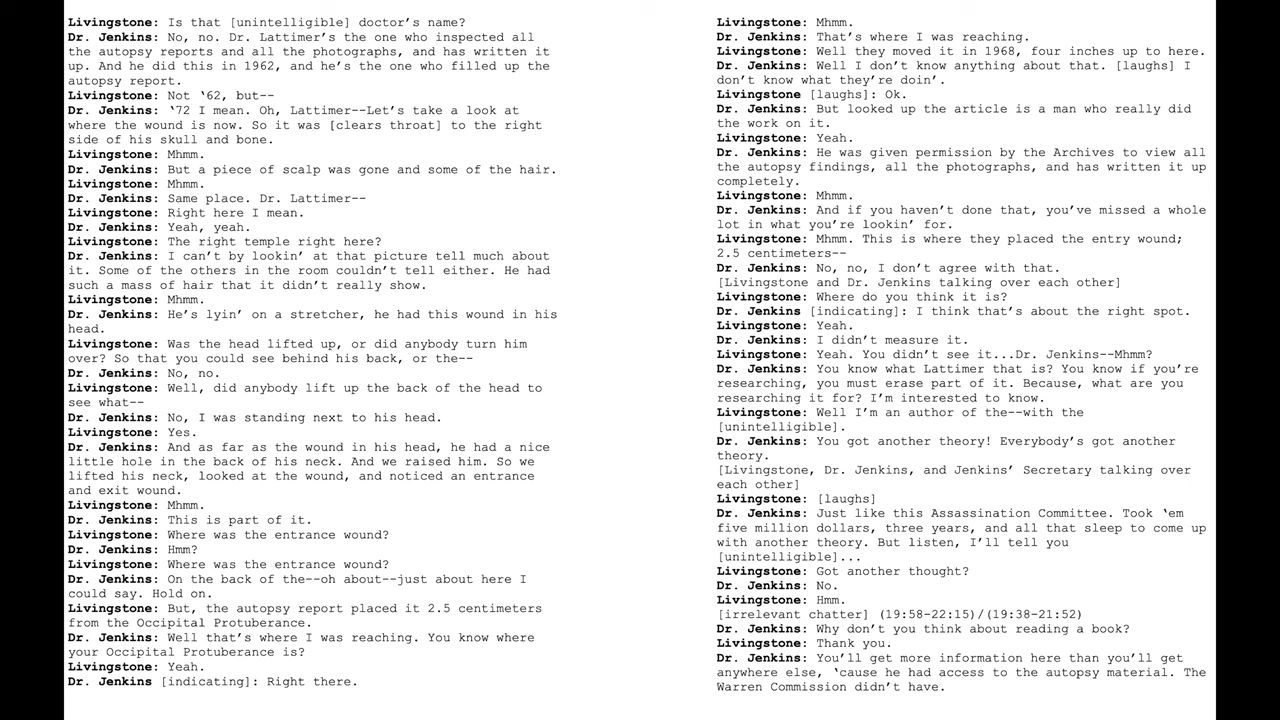 Livingstone: Is that [unintelligible] doctor’s name?
Dr. Jenkins: No, no. Dr. Lattimer’s the one who inspected all
the autopsy reports and all the photographs, and has written it
up. And he did this in 1962, and he’s the one who filled up the
autopsy report.
Livingstone: Not ‘62, but--
Dr. Jenkins: ‘72 I mean. Oh, Lattimer--Let’s take a look at
where the wound is now. So it was [clears throat] to the right
side of his skull and bone.
Livingstone: Mhmm.
Dr. Jenkins: But a piece of scalp was gone and some of the hair.
Livingstone: Mhmm.
Dr. Jenkins: Same place. Dr. Lattimer--
Livingstone: Right here I mean.
Dr. Jenkins: Yeah, yeah.
Livingstone: The right temple right here?
Dr. Jenkins: I can’t by lookin’ at that picture tell much about
it. Some of the others in the room couldn’t tell either. He had
such a mass of hair that it didn’t really show.
Livingstone: Mhmm.
Dr. Jenkins: He’s lyin’ on a stretcher, he had this wound in his
head.
Livingstone: Was the head lifted up, or did anybody turn him
over? So that you could see behind his back, or the--
Dr. Jenkins: No, no.
Livingstone: Well, did anybody lift up the back of the head to
see what--
Dr. Jenkins: No, I was standing next to his head.
Livingstone: Yes.
Dr. Jenkins: And as far as the wound in his head, he had a nice
little hole in the back of his neck. And we raised him. So we
lifted his neck, looked at the wound, and noticed an entrance
and exit wound.
Livingstone: Mhmm.
Dr. Jenkins: This is part of it.
Livingstone: Where was the entrance wound?
Dr. Jenkins: Hmm?
Livingstone: Where was the entrance wound?
Dr. Jenkins: On the back of the--oh about--just about here I
could say. Hold on.
Livingstone: But, the autopsy report placed it 2.5 centimeters
from the Occipital Protuberance.
Dr. Jenkins: Well that’s where I was reaching. You know where
your Occipital Protuberance is?
Livingstone: Yeah.
Dr. Jenkins [indicating]: Right there.
Livingstone: Mhmm.
Dr. Jenkins: That’s where I was reaching.
Livingstone: Well they moved it in 1968, four inches up to here.
Dr. Jenkins: Well I don’t know anything about that. [laughs] I
don’t know what they’re doin’.
Livingstone [laughs]: Ok.
Dr. Jenkins: But looked up the article is a man who really did
the work on it.
Livingstone: Yeah.
Dr. Jenkins: He was given permission by the Archives to view all
the autopsy findings, all the photographs, and has written it up
completely.
Livingstone: Mhmm.
Dr. Jenkins: And if you haven’t done that, you’ve missed a whole
lot in what you’re lookin’ for.
Livingstone: Mhmm. This is where they placed the entry wound;
2.5 centimeters--
Dr. Jenkins: No, no, I don’t agree with that.
[Livingstone and Dr. Jenkins talking over each other]
Livingstone: Where do you think it is?
Dr. Jenkins [indicating]: I think that’s about the right spot.
Livingstone: Yeah.
Dr. Jenkins: I didn’t measure it.
Livingstone: Yeah. You didn’t see it...Dr. Jenkins--Mhmm?
Dr. Jenkins: You know what Lattimer that is? You know if you’re
researching, you must erase part of it. Because, what are you
researching it for? I’m interested to know.
Livingstone: Well I’m an author of the--with the
[unintelligible].
Dr. Jenkins: You got another theory! Everybody’s got another
theory.
[Livingstone, Dr. Jenkins, and Jenkins’ Secretary talking over
each other]
Livingstone: [laughs]
Dr. Jenkins: Just like this Assassination Committee. Took ‘em
five million dollars, three years, and all that sleep to come up
with another theory. But listen, I’ll tell you
[unintelligible]...
Livingstone: Got another thought?
Dr. Jenkins: No.
Livingstone: Hmm.
[irrelevant chatter] (19:58-22:15)/(19:38-21:52)
Dr. Jenkins: Why don’t you think about reading a book?
Livingstone: Thank you.
Dr. Jenkins: You’ll get more information here than you’ll get
anywhere else, ‘cause he had access to the autopsy material. The
Warren Commission didn’t have.